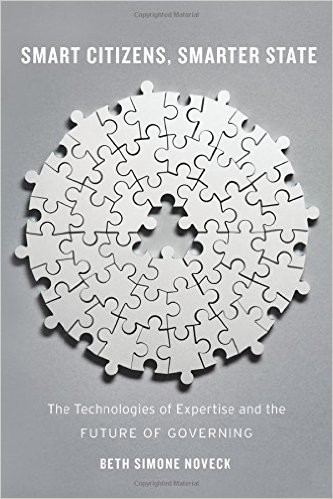 SMART CITIZENS, SMARTER STATE
The Technologies of Expertise and the
FUTURE OF GOVERNING
BETH SIMONE NOVECK